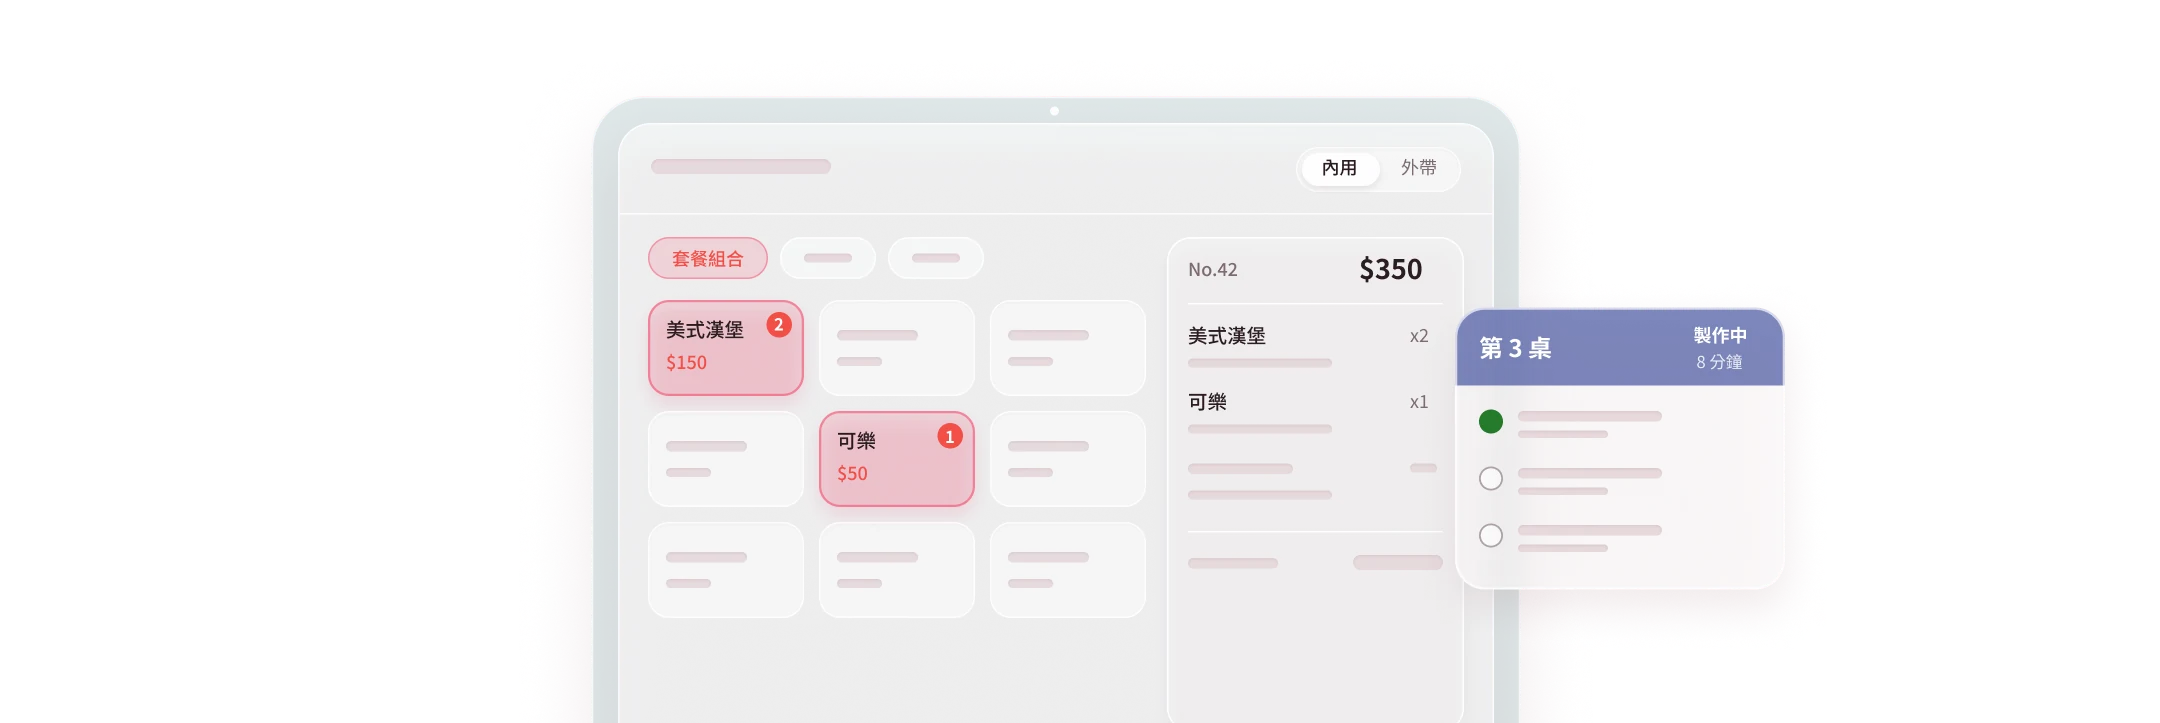 內用 外帶
套餐組合
美式漢堡 2
$150
可樂 1
$50
No.42 $350
美式漢堡 x2
可樂 x1
第 3 桌
製作中
8 分鐘